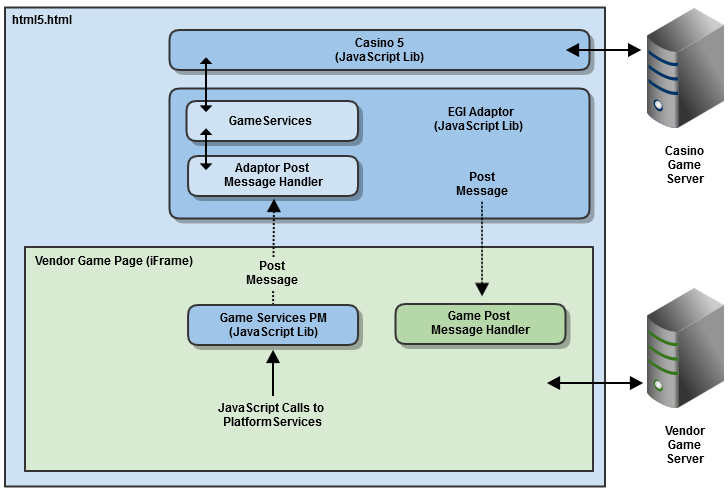 html5.html
Casino 5
(JavaScript Lib)
GameServices
EGI Adaptor
(JavaScript Lib)
Adaptor Post
Message Handler
Post
Message
Casino
Game
Server
Vendor Game Page (iFrame)
Post
Message
Game Services PM
(JavaScript Lib)
Game Post
Message Handler
JavaScript Calls to
PlatformServices
Vendor
Game
Server